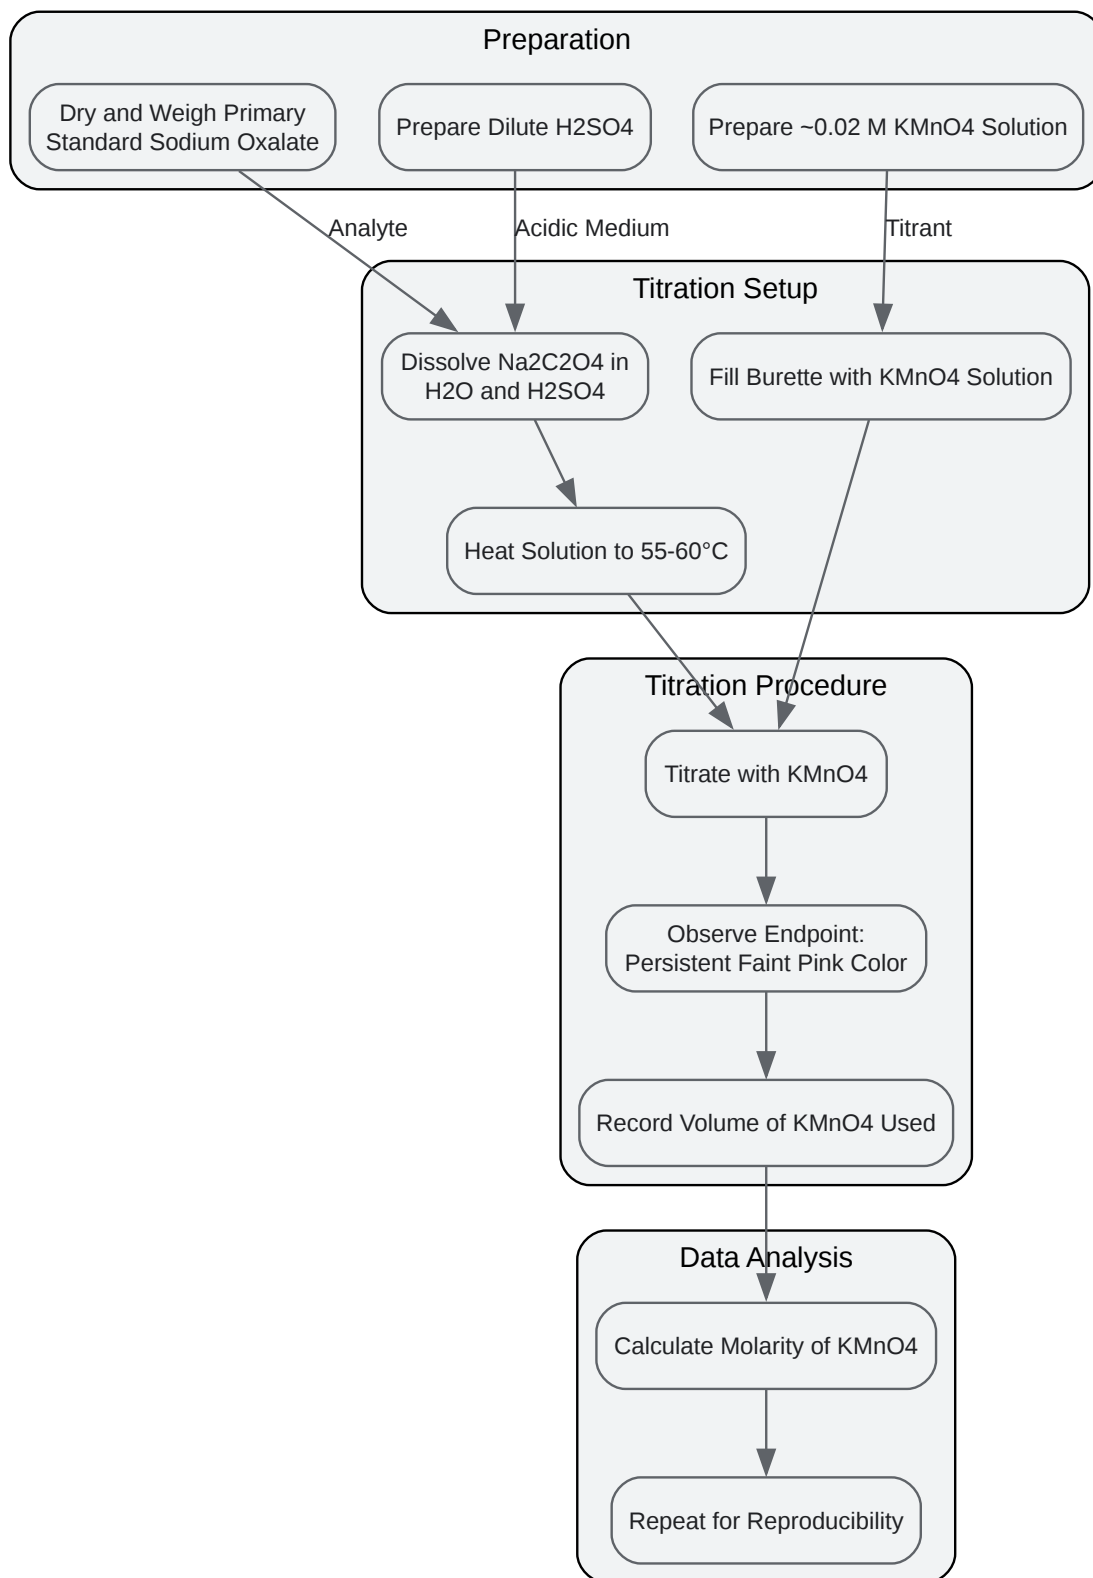 Preparation
Dry and Weigh Primary
Standard Sodium Oxalate
Prepare Dilute H2SO4
Prepare ~0.02 M KMnO4 Solution
Analyte
Acidic Medium
Titrant
Titration Setup
Dissolve Na2C2O4 in
H2O and H2SO4
Fill Burette with KMnO4 Solution
Heat Solution to 55-60°C
Titration Procedure
Titrate with KMnO4
Observe Endpoint:
Persistent Faint Pink Color
Record Volume of KMnO4 Used
Data Analysis
Calculate Molarity of KMnO4
Repeat for Reproducibility